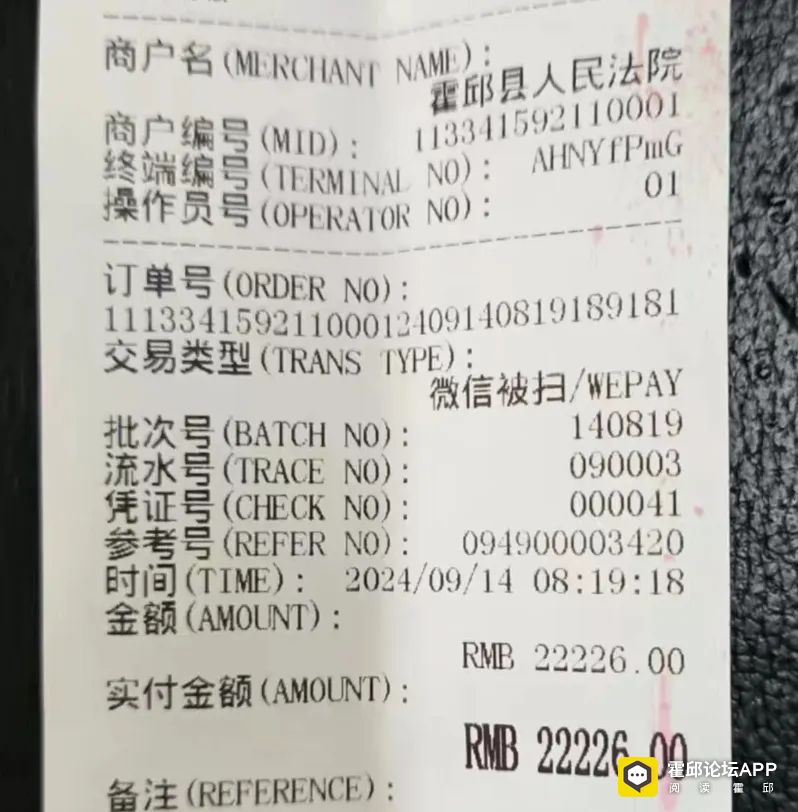 商户名(MERCHANT NAME):
霍邱县人民法院
商户编号(MID): 113341592110001
终端编号(TERMINAL NO): AHNYfPmG
操作员号(OPERATOR NO): 01
订单号(ORDER NO):
11133415921100012409140819189181
交易类型(TRANS TYPE):
微信被扫/WEPAY
批次号(BATCH NO): 140819
流水号(TRACE NO): 090003
凭证号(CHECK NO): 000041
参考号(REFER NO): 094900003420
时间(TIME): 2024/09/14 08:19:18
金额(AMOUNT):
RMB 22226.00
实付金额(AMOUNT):
RMB 22226.00
备注(REFERENCE):
霍邱论坛APP
阅读霍邱